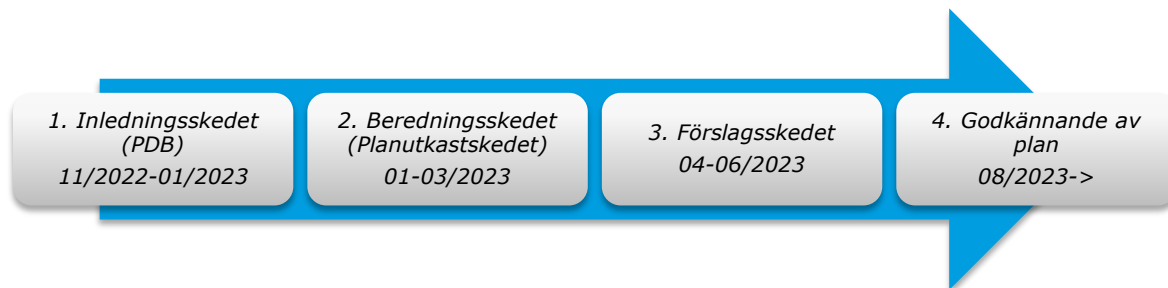 1. Inledningsskedet
(PDB)
11/2022-01/2023
2. Beredningsskedet
(Planutkastskedet)
01-03/2023
3. Förslagsskedet
04-06/2023
4. Godkännande av
plan
08/2023->